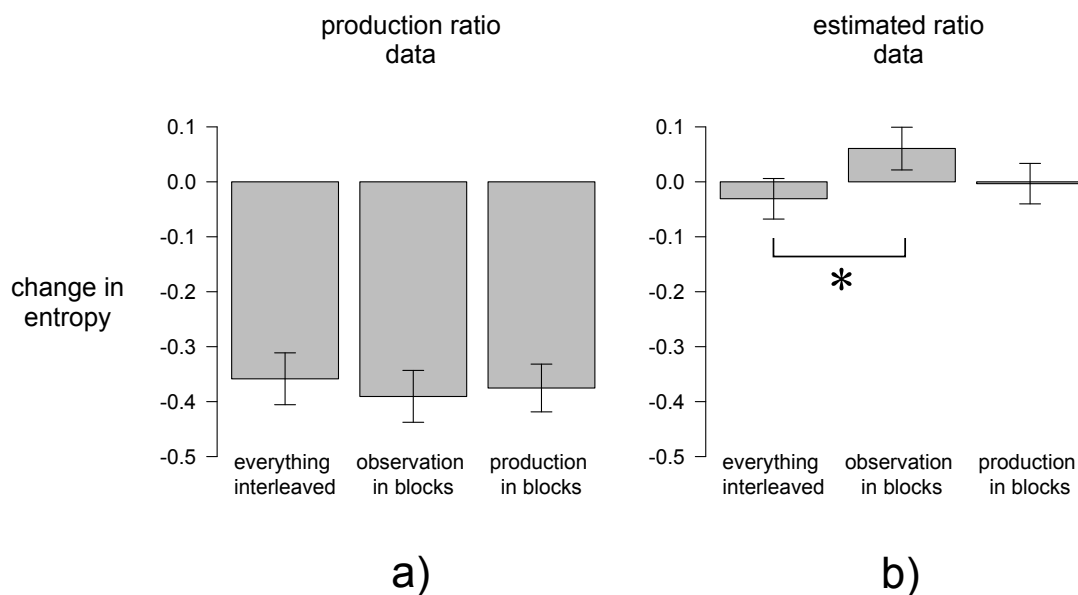 production ratio
data
estimated ratio
data
change in
entropy
0.1
0.0
-0.1
-0.2
-0.3
-0.4
-0.5
everything
interleaved
observation
in blocks
production
in blocks
0.1
0.0
-0.1
-0.2
-0.3
-0.4
-0.5
*
everything
interleaved
observation
in blocks
production
in blocks
a)
b)